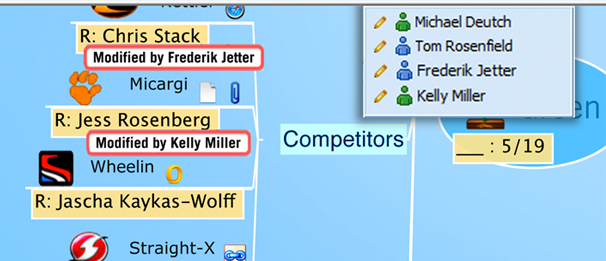 R: Chris Stack
Modified by Frederik Jetter
Micargi
R: Jess Rosenberg
Modified by Kelly Miller
Wheelin
R: Jascha Kaykas-Wolff
Straight-X
Competitors
Michael Deutch
Tom Rosenfield
Frederik Jetter
Kelly Miller
__ : 5/19